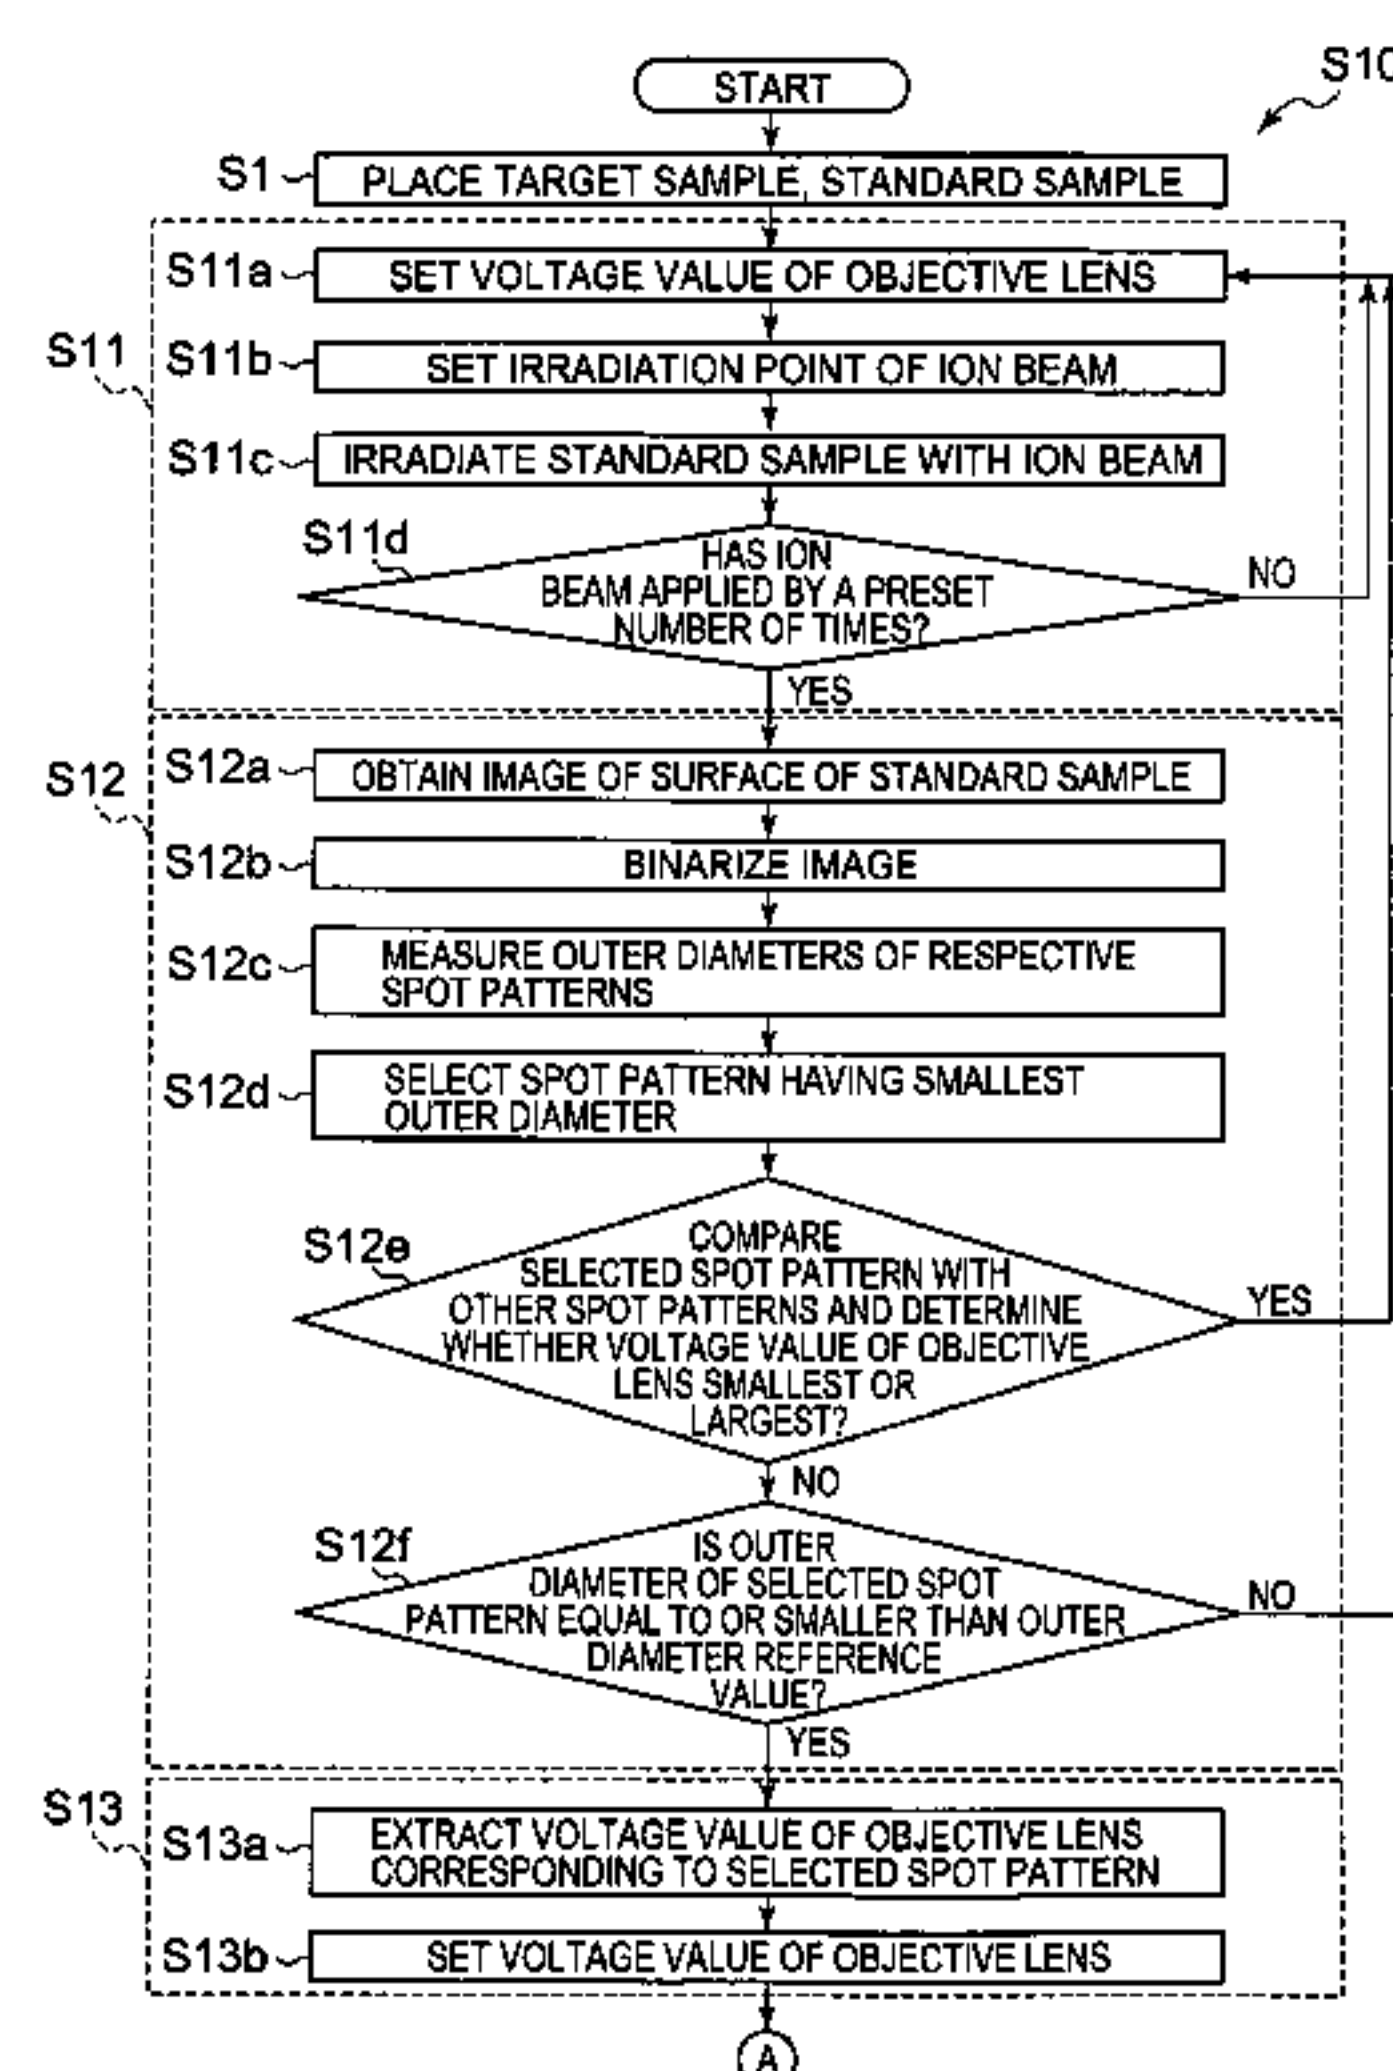 S10
START
S1
PLACE TARGET SAMPLE, STANDARD SAMPLE
S11
S11a
SET VOLTAGE VALUE OF OBJECTIVE LENS
S11b
SET IRRADIATION POINT OF ION BEAM
S11c
IRRADIATE STANDARD SAMPLE WITH ION BEAM
S11d
HAS ION
BEAM APPLIED BY A PRESET
NUMBER OF TIMES?
NO
YES
S12
S12a
OBTAIN IMAGE OF SURFACE OF STANDARD SAMPLE
S12b
BINARIZE IMAGE
S12c
MEASURE OUTER DIAMETERS OF RESPECTIVE
SPOT PATTERNS
S12d
SELECT SPOT PATTERN HAVING SMALLEST
OUTER DIAMETER
S12e
COMPARE
SELECTED SPOT PATTERN WITH
OTHER SPOT PATTERNS AND DETERMINE
WHETHER VOLTAGE VALUE OF OBJECTIVE
LENS SMALLEST OR
LARGEST?
YES
NO
S12f
IS OUTER
DIAMETER OF SELECTED SPOT
PATTERN EQUAL TO OR SMALLER THAN OUTER
DIAMETER REFERENCE
VALUE?
NO
YES
S13
S13a
EXTRACT VOLTAGE VALUE OF OBJECTIVE LENS
CORRESPONDING TO SELECTED SPOT PATTERN
S13b
SET VOLTAGE VALUE OF OBJECTIVE LENS
A